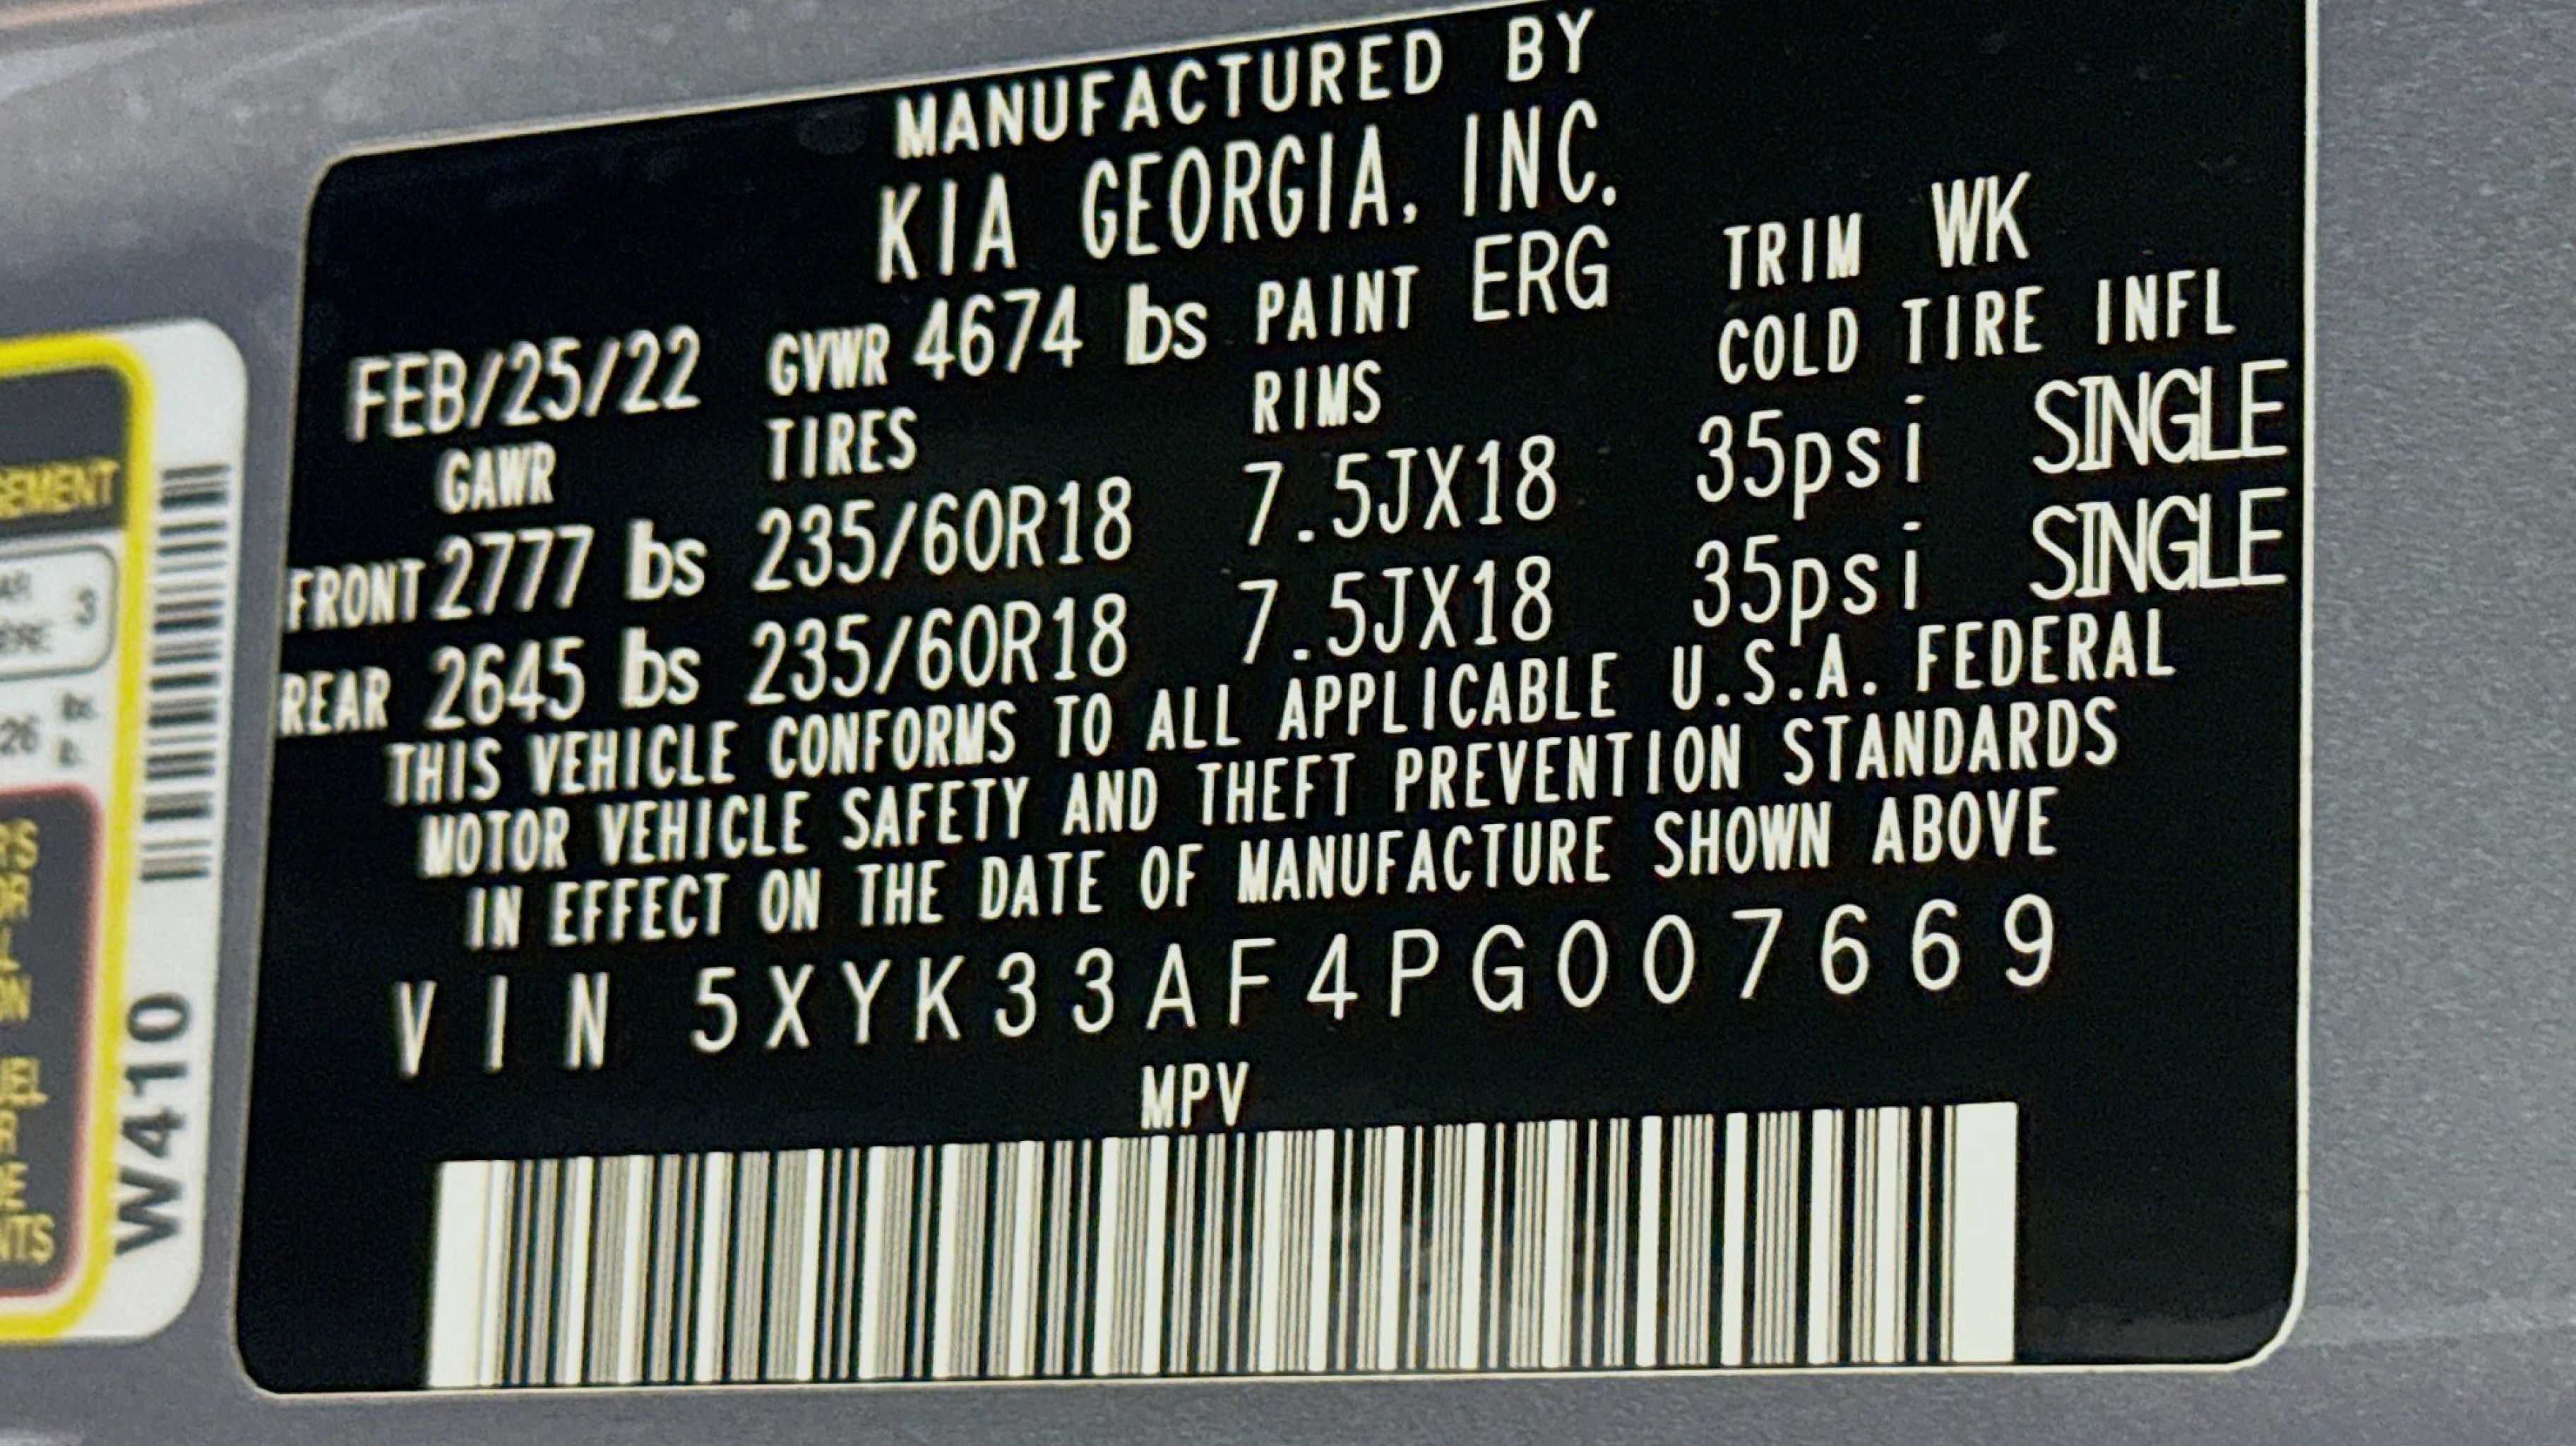 MANUFACTURED BY
KIA GEORGIA, INC.
FEB/25/22 GVWR 4674 lbs PAINT ERG TRIM WK
GAWR TIRES RIMS COLD TIRE INFL
FRONT 2777 lbs 235/60R18 7.5JX18 35psi SINGLE
REAR 2645 lbs 235/60R18 7.5JX18 35psi SINGLE
THIS VEHICLE CONFORMS TO ALL APPLICABLE U.S.A. FEDERAL
MOTOR VEHICLE SAFETY AND THEFT PREVENTION STANDARDS
IN EFFECT ON THE DATE OF MANUFACTURE SHOWN ABOVE
VIN 5XYK33AF4PG007669
MPV
W410
3
26 lbs.